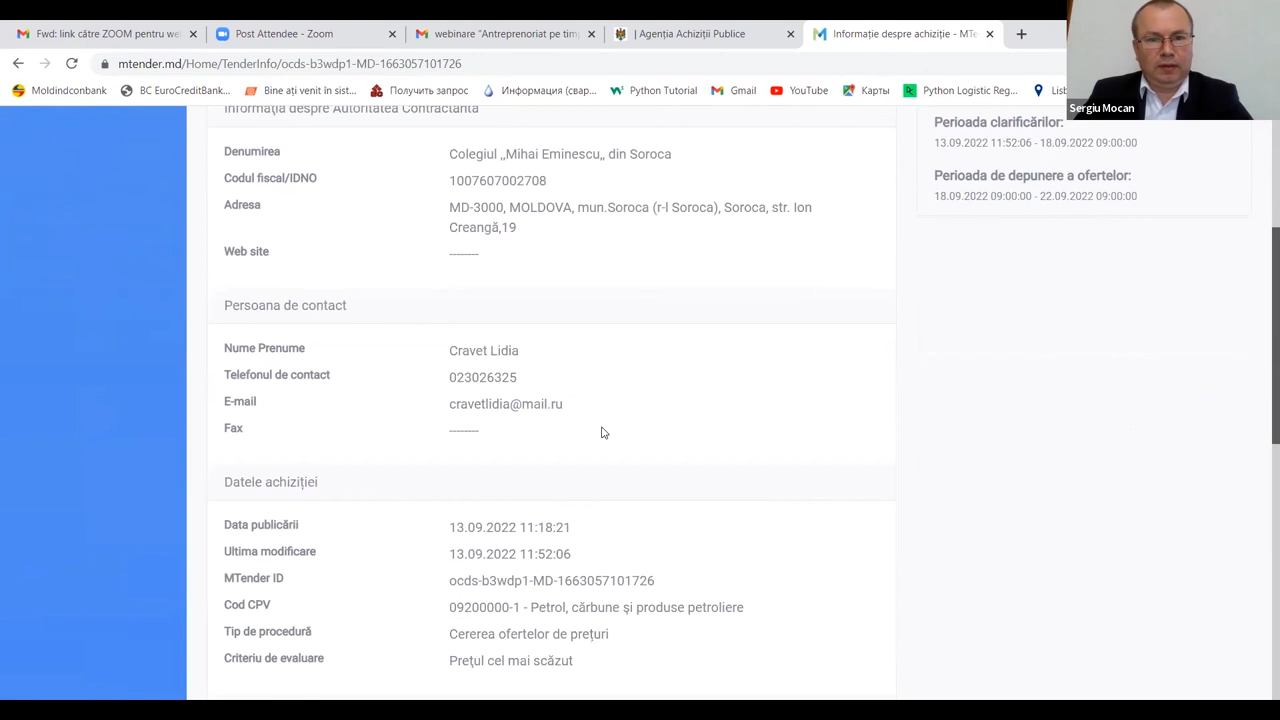 Fwd: link către ZOOM pentru we
Post Attendee - Zoom
webinare "Antreprenoriat pe timp
| Agenția Achiziții Publice
Informație despre achiziție - MTe
mtender.md/Home/TenderInfo/ocds-b3wdp1-MD-1663057101726
Moldindconbank
BC EuroCreditBank...
Bine ați venit în sist...
Получить запрос
Информация (свар...
Python Tutorial
Gmail
YouTube
Карты
Python Logistic Reg...
Lisb
Sergiu Mocan
Informația despre Autoritatea Contractantă
Denumirea
Colegiul ,,Mihai Eminescu,, din Soroca
Codul fiscal/IDNO
1007607002708
Adresa
MD-3000, MOLDOVA, mun.Soroca (r-l Soroca), Soroca, str. Ion
Creangă,19
Web site
--------
Persoana de contact
Nume Prenume
Cravet Lidia
Telefonul de contact
023026325
E-mail
cravetlidia@mail.ru
Fax
--------
Datele achiziției
Data publicării
13.09.2022 11:18:21
Ultima modificare
13.09.2022 11:52:06
MTender ID
ocds-b3wdp1-MD-1663057101726
Cod CPV
09200000-1 - Petrol, cărbune şi produse petroliere
Tip de procedură
Cererea ofertelor de prețuri
Criteriu de evaluare
Preţul cel mai scăzut
Perioada clarificărilor:
13.09.2022 11:52:06 - 18.09.2022 09:00:00
Perioada de depunere a ofertelor:
18.09.2022 09:00:00 - 22.09.2022 09:00:00